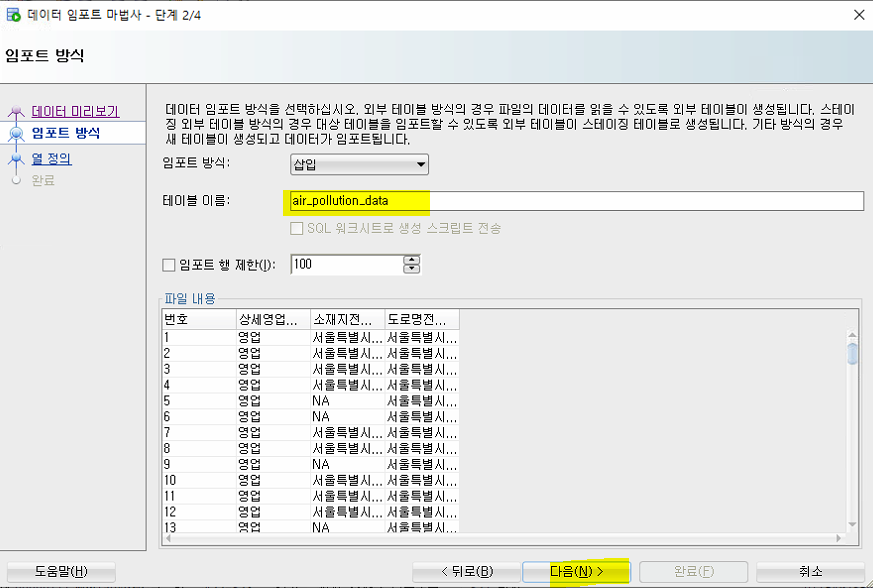 데이터 임포트 마법사 - 단계 2/4
임포트 방식
데이터 미리보기
임포트 방식
열 정의
완료
데이터 임포트 방식을 선택하십시오. 외부 테이블 방식의 경우 파일의 데이터를 읽을 수 있도록 외부 테이블이 생성됩니다. 스테이
징 외부 테이블 방식의 경우 대상 테이블을 임포트할 수 있도록 외부 테이블이 스테이징 테이블로 생성됩니다. 기타 방식의 경우
새 테이블이 생성되고 데이터가 임포트됩니다.
임포트 방식: 삽입
테이블 이름: air_pollution_data
SQL 워크시트로 생성 스크립트 전송
임포트 행 제한(I): 100
파일 내용
번호 상세영업... 소재지전... 도로명전...
1 영업 서울특별시... 서울특별시...
2 영업 서울특별시... 서울특별시...
3 영업 서울특별시... 서울특별시...
4 영업 서울특별시... 서울특별시...
5 영업 NA 서울특별시...
6 영업 NA 서울특별시...
7 영업 서울특별시... 서울특별시...
8 영업 서울특별시... 서울특별시...
9 영업 NA 서울특별시...
10 영업 서울특별시... 서울특별시...
11 영업 서울특별시... 서울특별시...
12 영업 서울특별시... 서울특별시...
13 영업 NA 서울특별시...
도움말(H) < 뒤로(B) 다음(N) > 완료(F) 취소